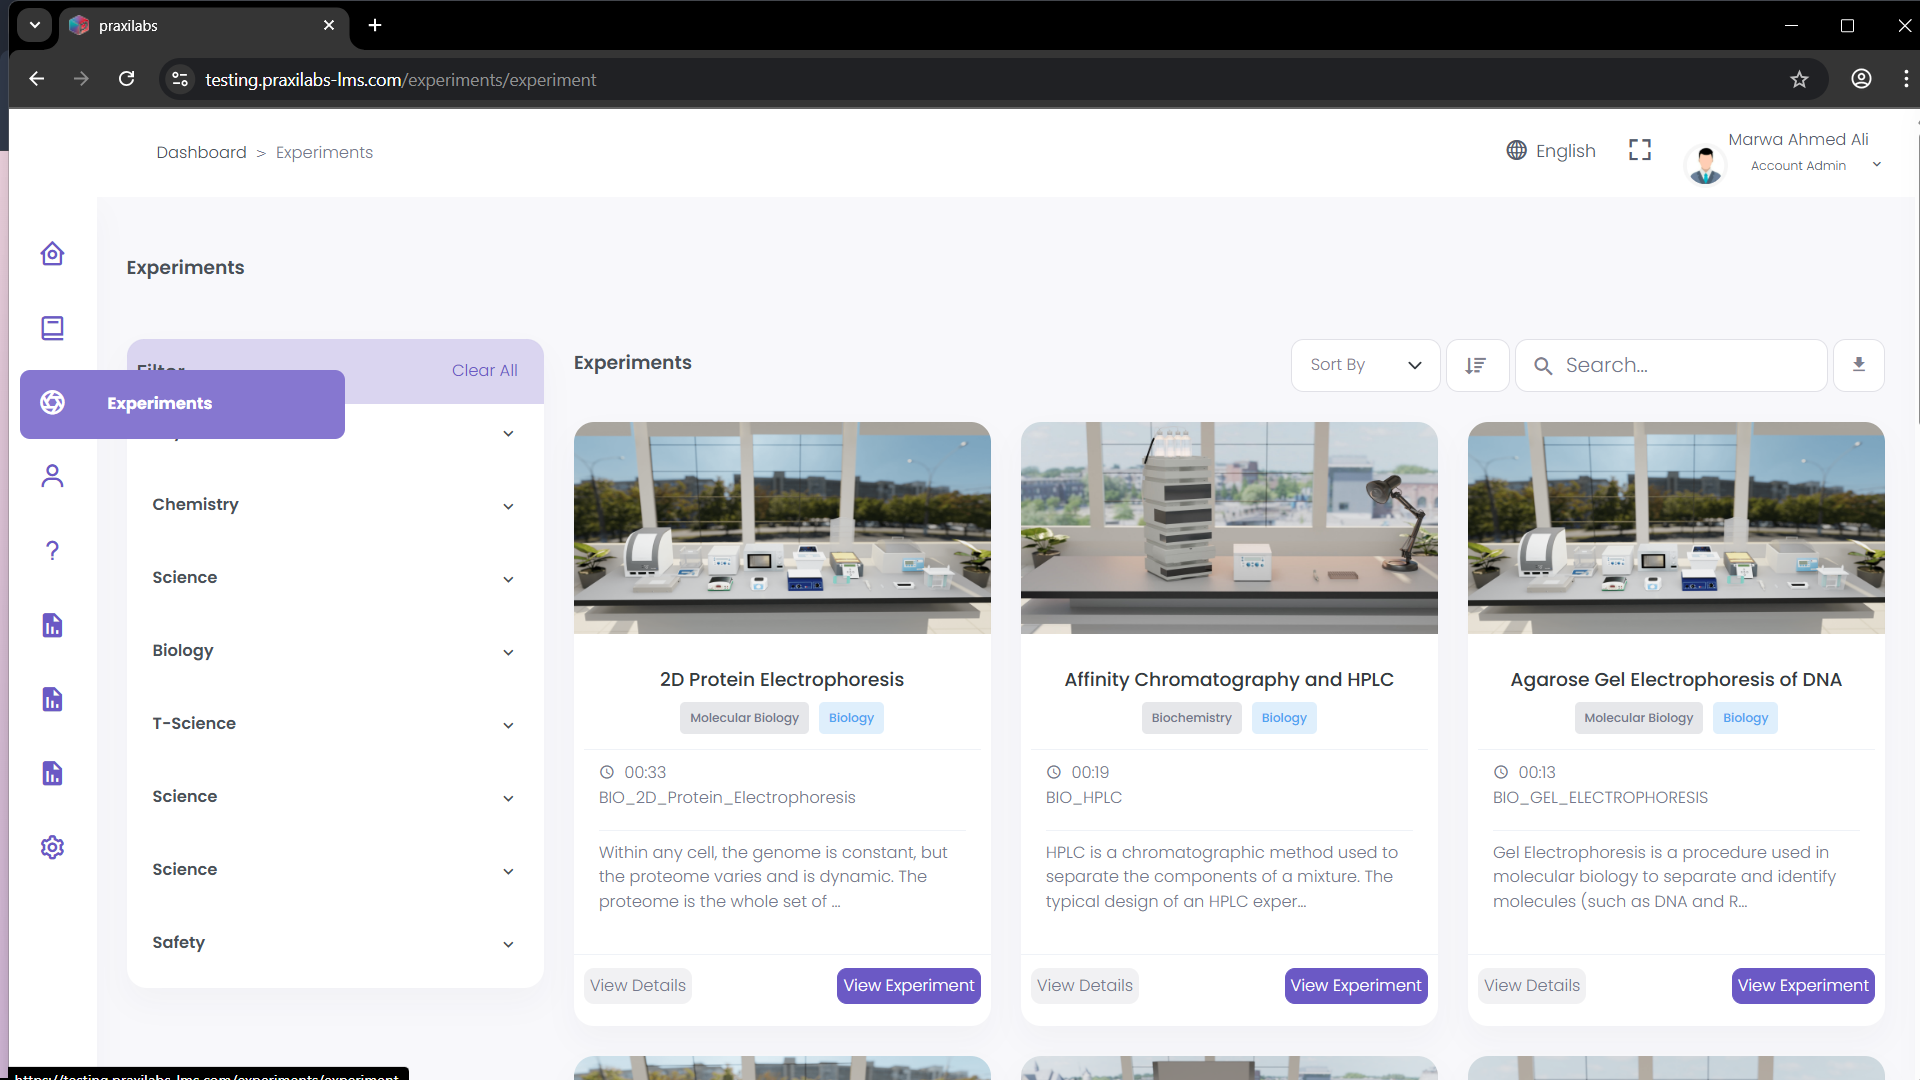 praxilabs
testing.praxilabs-lms.com/experiments/experiment
Dashboard > Experiments
English
Marwa Ahmed Ali
Account Admin
Experiments
Filter
Clear All
Experiments
Chemistry
Science
Biology
T-Science
Science
Science
Safety
Experiments
Sort By
Search...
2D Protein Electrophoresis
Molecular Biology
Biology
00:33
BIO_2D_Protein_Electrophoresis
Within any cell, the genome is constant, but
the proteome varies and is dynamic. The
proteome is the whole set of ...
View Details
View Experiment
Affinity Chromatography and HPLC
Biochemistry
Biology
00:19
BIO_HPLC
HPLC is a chromatographic method used to
separate the components of a mixture. The
typical design of an HPLC exper...
View Details
View Experiment
Agarose Gel Electrophoresis of DNA
Molecular Biology
Biology
00:13
BIO_GEL_ELECTROPHORESIS
Gel Electrophoresis is a procedure used in
molecular biology to separate and identify
molecules (such as DNA and R...
View Details
View Experiment
https://testing.praxilabs-lms.com/experiments/experiment